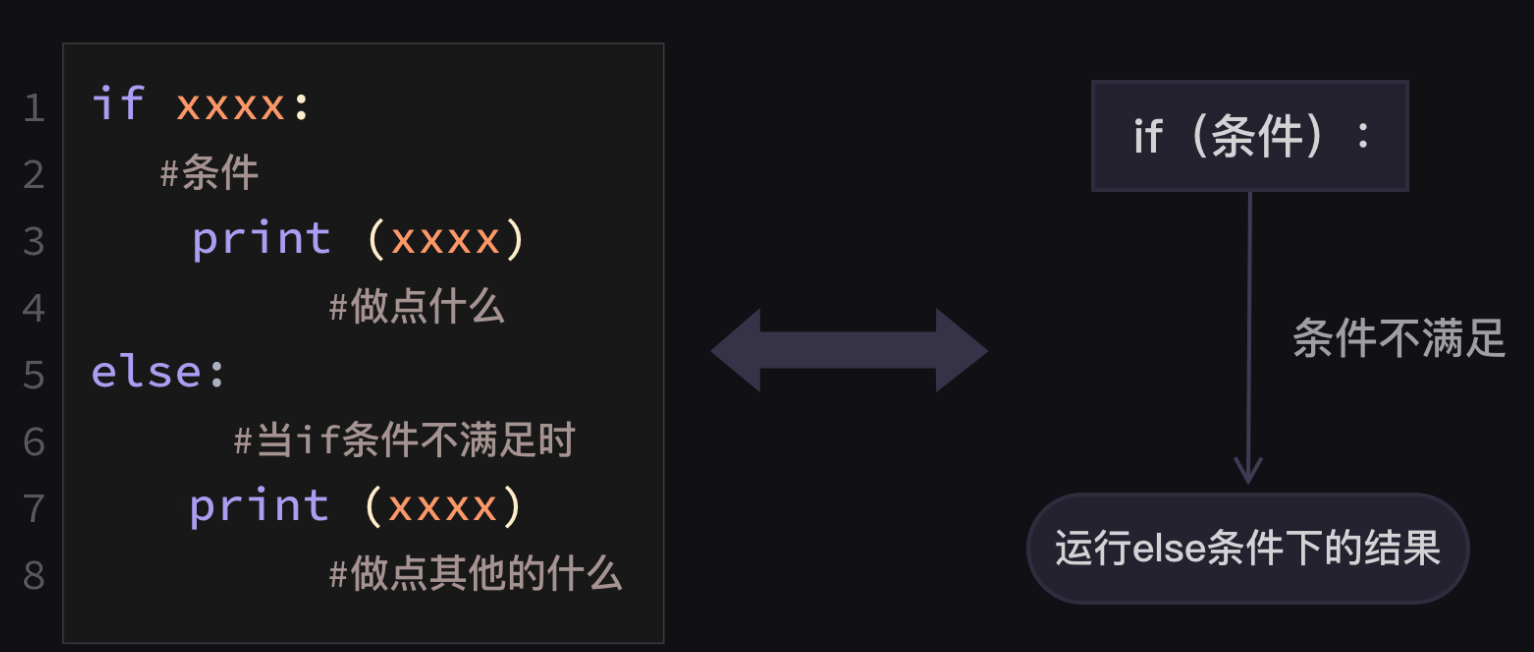 1 if xxxx:
2 #条件
3 print (xxxx)
4 #做点什么
5 else:
6 #当if条件不满足时
7 print (xxxx)
8 #做点其他的什么
if（条件）:
条件不满足
运行else条件下的结果